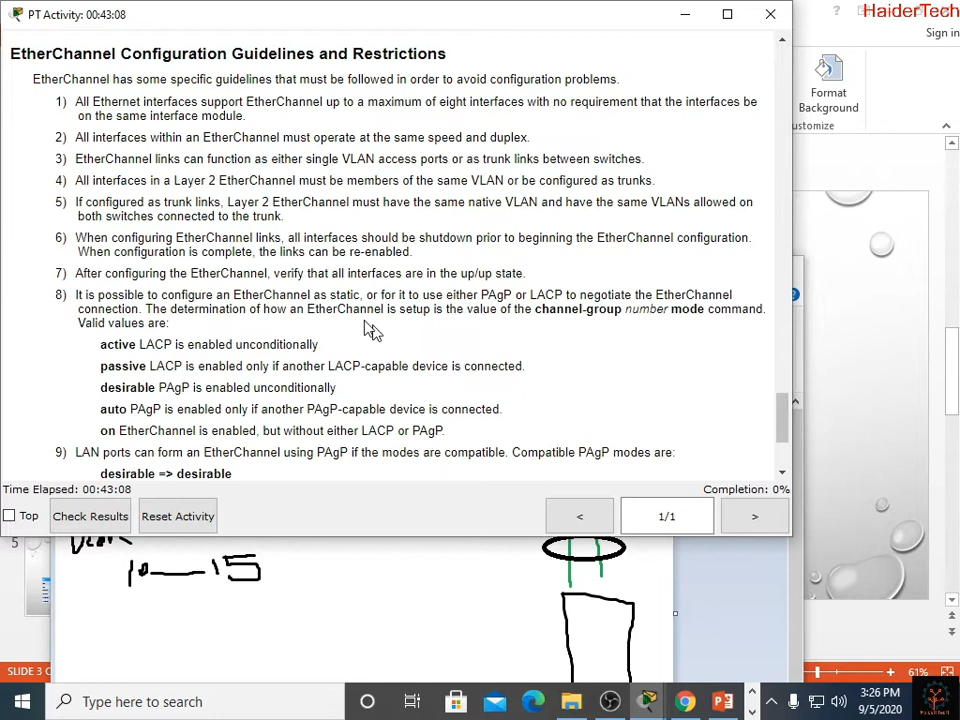 PT Activity: 00:43:08
HaiderTech
Sign in
EtherChannel Configuration Guidelines and Restrictions
EtherChannel has some specific guidelines that must be followed in order to avoid configuration problems.
1) All Ethernet interfaces support EtherChannel up to a maximum of eight interfaces with no requirement that the interfaces be
on the same interface module.
2) All interfaces within an EtherChannel must operate at the same speed and duplex.
3) EtherChannel links can function as either single VLAN access ports or as trunk links between switches.
4) All interfaces in a Layer 2 EtherChannel must be members of the same VLAN or be configured as trunks.
5) If configured as trunk links, Layer 2 EtherChannel must have the same native VLAN and have the same VLANs allowed on
both switches connected to the trunk.
6) When configuring EtherChannel links, all interfaces should be shutdown prior to beginning the EtherChannel configuration.
When configuration is complete, the links can be re-enabled.
7) After configuring the EtherChannel, verify that all interfaces are in the up/up state.
8) It is possible to configure an EtherChannel as static, or for it to use either PAgP or LACP to negotiate the EtherChannel
connection. The determination of how an EtherChannel is setup is the value of the channel-group number mode command.
Valid values are:
active LACP is enabled unconditionally
passive LACP is enabled only if another LACP-capable device is connected.
desirable PAgP is enabled unconditionally
auto PAgP is enabled only if another PAgP-capable device is connected.
on EtherChannel is enabled, but without either LACP or PAgP.
9) LAN ports can form an EtherChannel using PAgP if the modes are compatible. Compatible PAgP modes are:
desirable => desirable
Time Elapsed: 00:43:08
Completion: 0%
Top
Check Results
Reset Activity
<
1/1
>
Format
Background
ustomize
5
10 — 15
SLIDE 3
61%
Type here to search
3:26 PM
9/5/2020